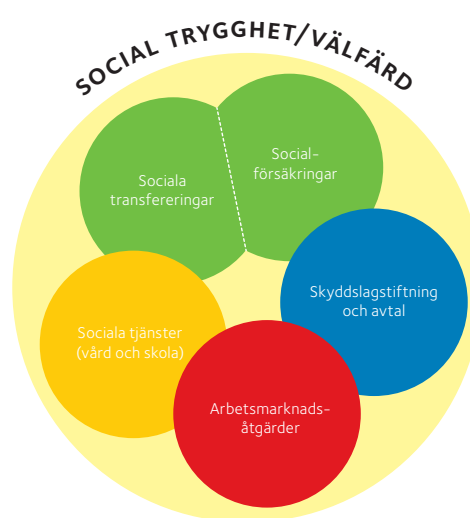 SOCIAL TRYGGHET/VÄLFÄRD
Sociala
transfereringar
Social-
försäkringar
Skyddslagstiftning
och avtal
Sociala tjänster
(vård och skola)
Arbetsmarknads-
åtgärder